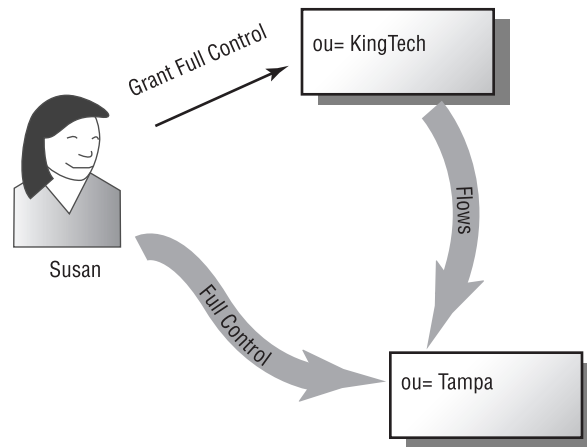 Grant Full Control
ou= KingTech
Flows
Susan
Full Control
ou= Tampa